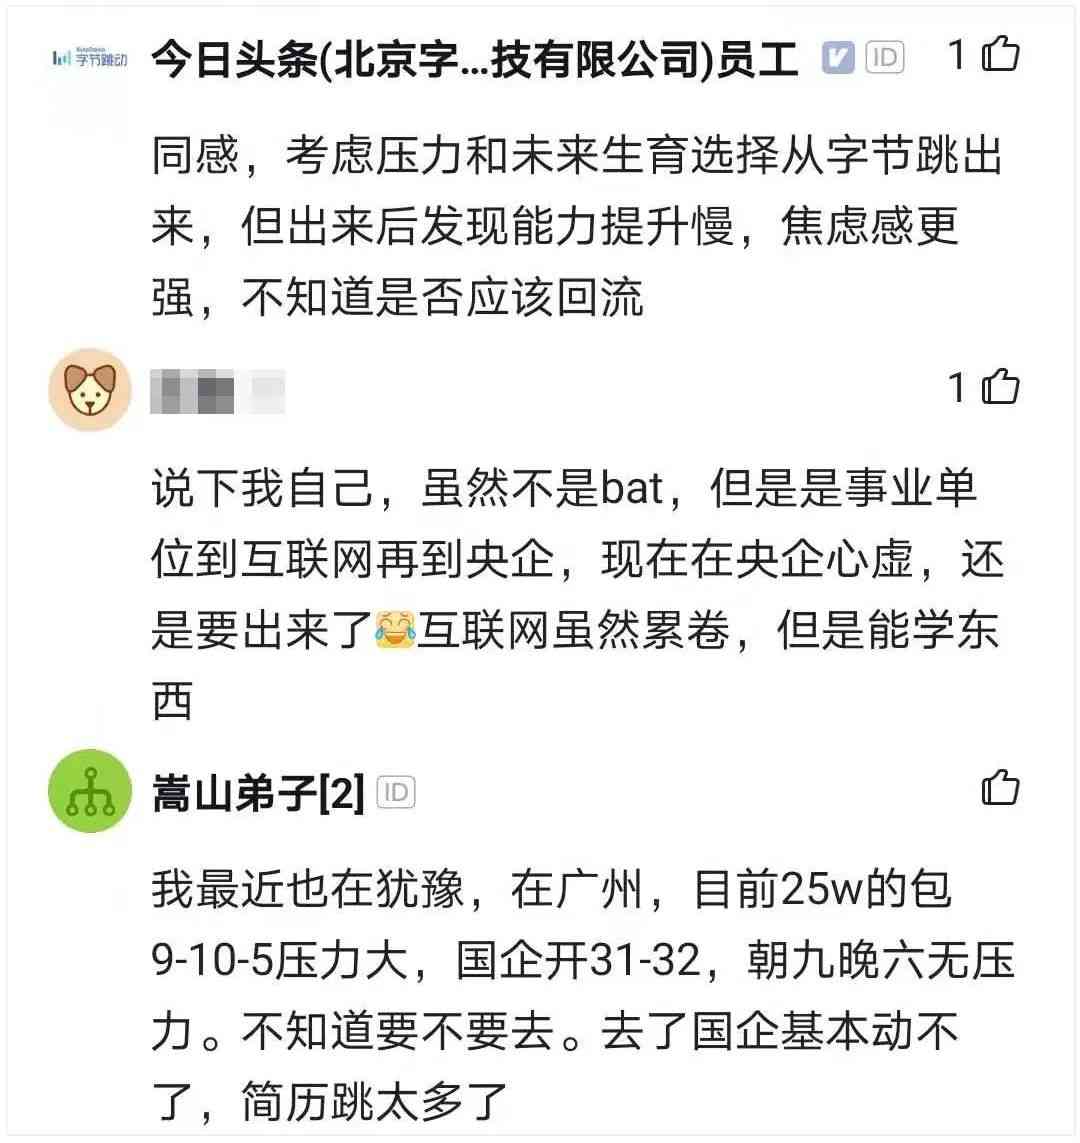 字节跳动
今日头条(北京字...技有限公司)员工 V ID 1
同感，考虑压力和未来生育选择从字节跳出
来，但出来后发现能力提升慢，焦虑感更
强，不知道是否应该回流
1
说下我自己，虽然不是bat，但是是事业单
位到互联网再到央企，现在在央企心虚，还
是要出来了😂互联网虽然累卷，但是能学东
西
嵩山弟子[2] ID
我最近也在犹豫，在广州，目前25w的包
9-10-5压力大，国企开31-32，朝九晚六无压
力。不知道要不要去。去了国企基本动不
了，简历跳太多了